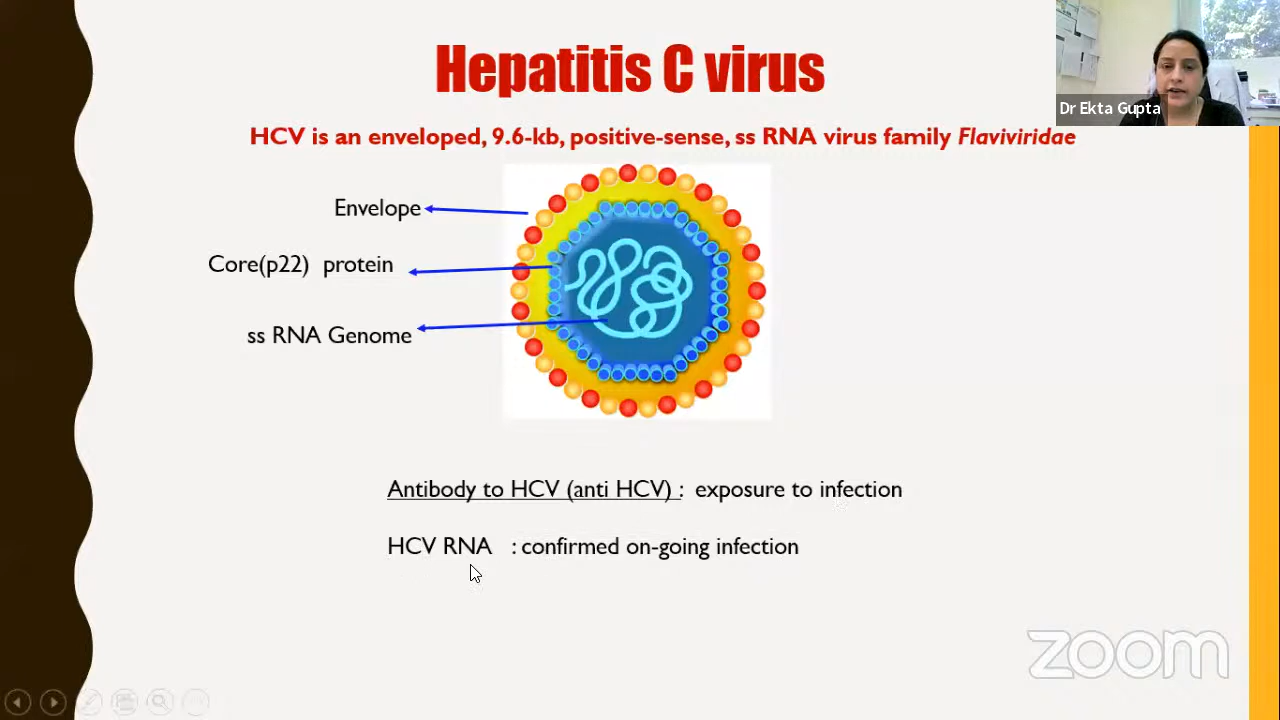 Hepatitis C virus
Dr Ekta Gupta
HCV is an enveloped, 9.6-kb, positive-sense, ss RNA virus family Flaviviridae
Envelope
Core(p22) protein
ss RNA Genome
Antibody to HCV (anti HCV) : exposure to infection
HCV RNA : confirmed on-going infection
zoom